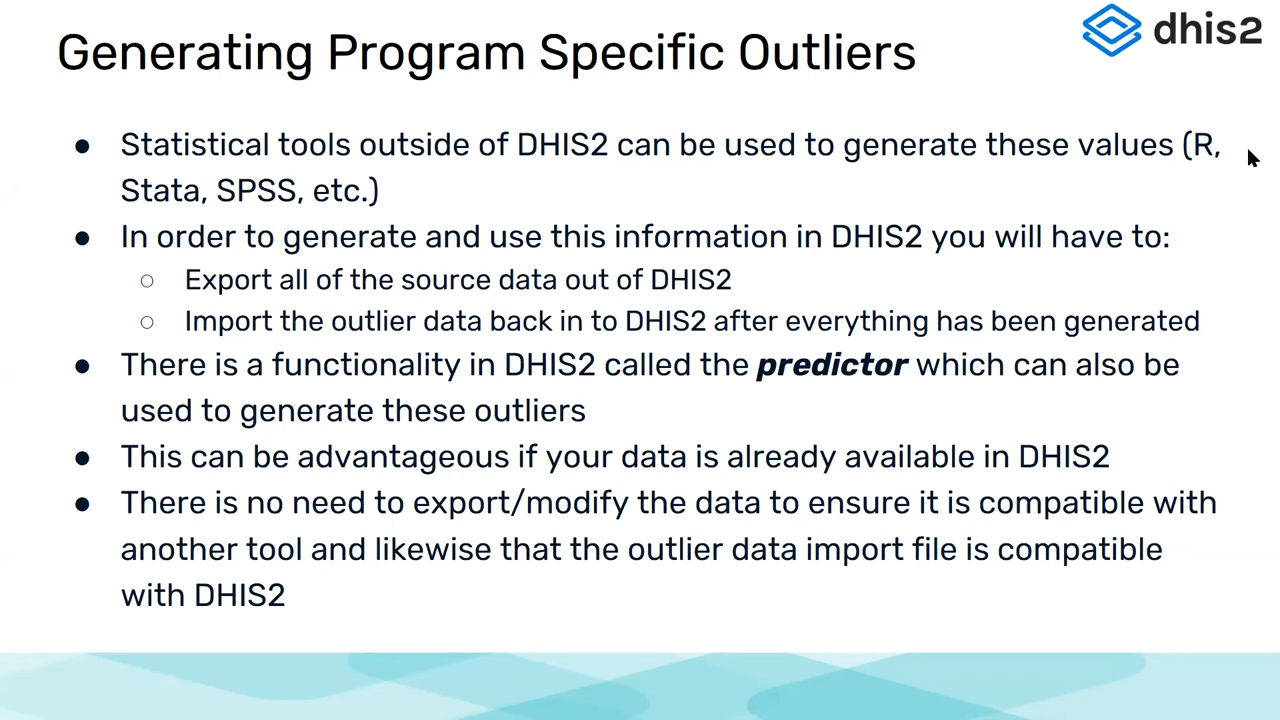 dhis2
Generating Program Specific Outliers
● Statistical tools outside of DHIS2 can be used to generate these values (R,
Stata, SPSS, etc.)
● In order to generate and use this information in DHIS2 you will have to:
○ Export all of the source data out of DHIS2
○ Import the outlier data back in to DHIS2 after everything has been generated
● There is a functionality in DHIS2 called the predictor which can also be
used to generate these outliers
● This can be advantageous if your data is already available in DHIS2
● There is no need to export/modify the data to ensure it is compatible with
another tool and likewise that the outlier data import file is compatible
with DHIS2